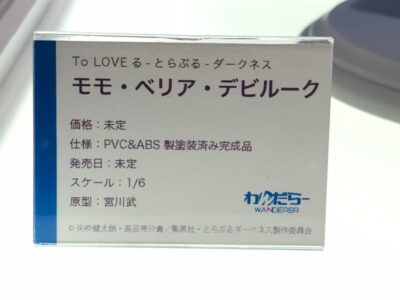 To LOVEる-とらぶる-ダークネス
モモ・ベリア・デビルーク
価格：未定
仕様：PVC&ABS 製塗装済み完成品
発売日：未定
スケール：1/6
原型：宮川武
わんだらー
WANDERER
© 矢吹健太朗・長谷見沙貴／集英社・とらぶるダークネス製作委員会